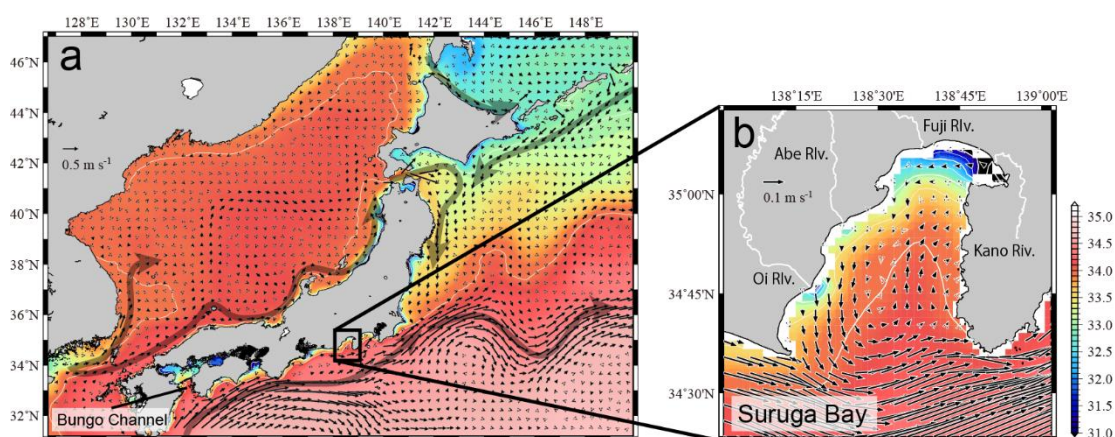 128°E 130°E 132°E 134°E 136°E 138°E 140°E 142°E 144°E 146°E 148°E
a
46°N
44°N
42°N
40°N
38°N
36°N
34°N
32°N
0.5 m s⁻¹
Bungo Channel
138°15'E 138°30'E 138°45'E 139°00'E
b
Fuji RIv.
Abe RIv.
0.1 m s⁻¹
35°00'N
Kano Riv.
Oi RIv.
34°45'N
34°30'N
Suruga Bay
35.0
34.5
34.0
33.5
33.0
32.5
32.0
31.5
31.0